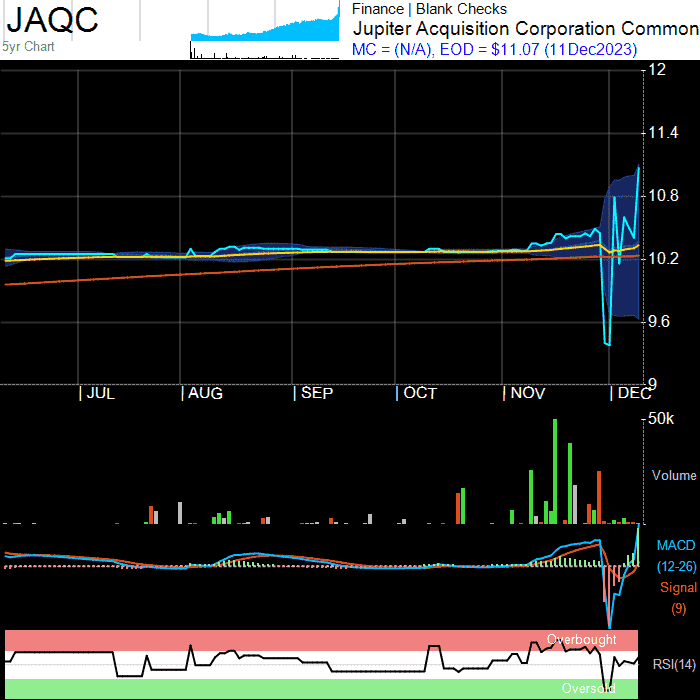 JAQC
5yr Chart
Finance | Blank Checks
Jupiter Acquisition Corporation Common
MC = (N/A), EOD = $11.07 (11Dec2023)
12
11.4
10.8
10.2
9.6
9
JUL
AUG
SEP
OCT
NOV
DEC
50k
Volume
MACD
(12-26)
Signal
(9)
Overbought
RSI(14)
Oversold